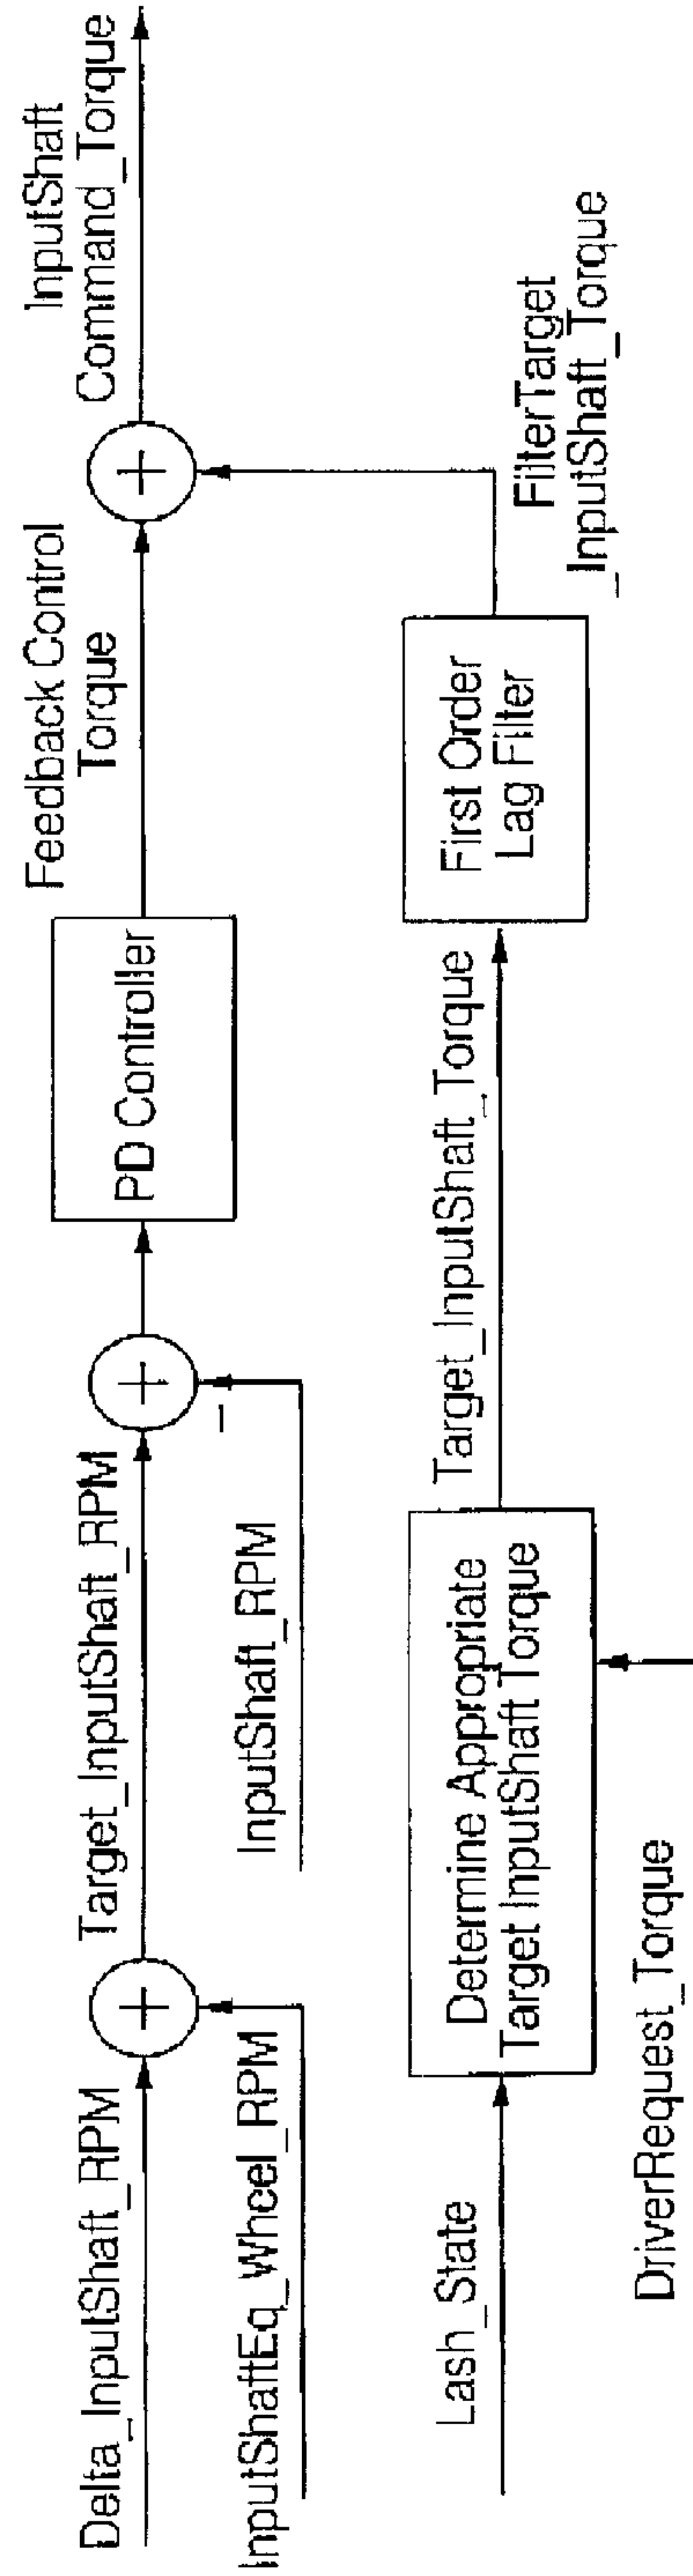 Delta_InputShaft_RPM
InputShaftEq_Wheel_RPM
+
Target_InputShaft_RPM
InputShaft_RPM
+
-
PD Controller
Feedback Control
Torque
+
InputShaft
Command_Torque
Lash_State
DriverRequest_Torque
Determine Appropriate
Target InputShaft Torque
Target_InputShaft_Torque
First Order
Lag Filter
FilterTarget
_InputShaft_Torque